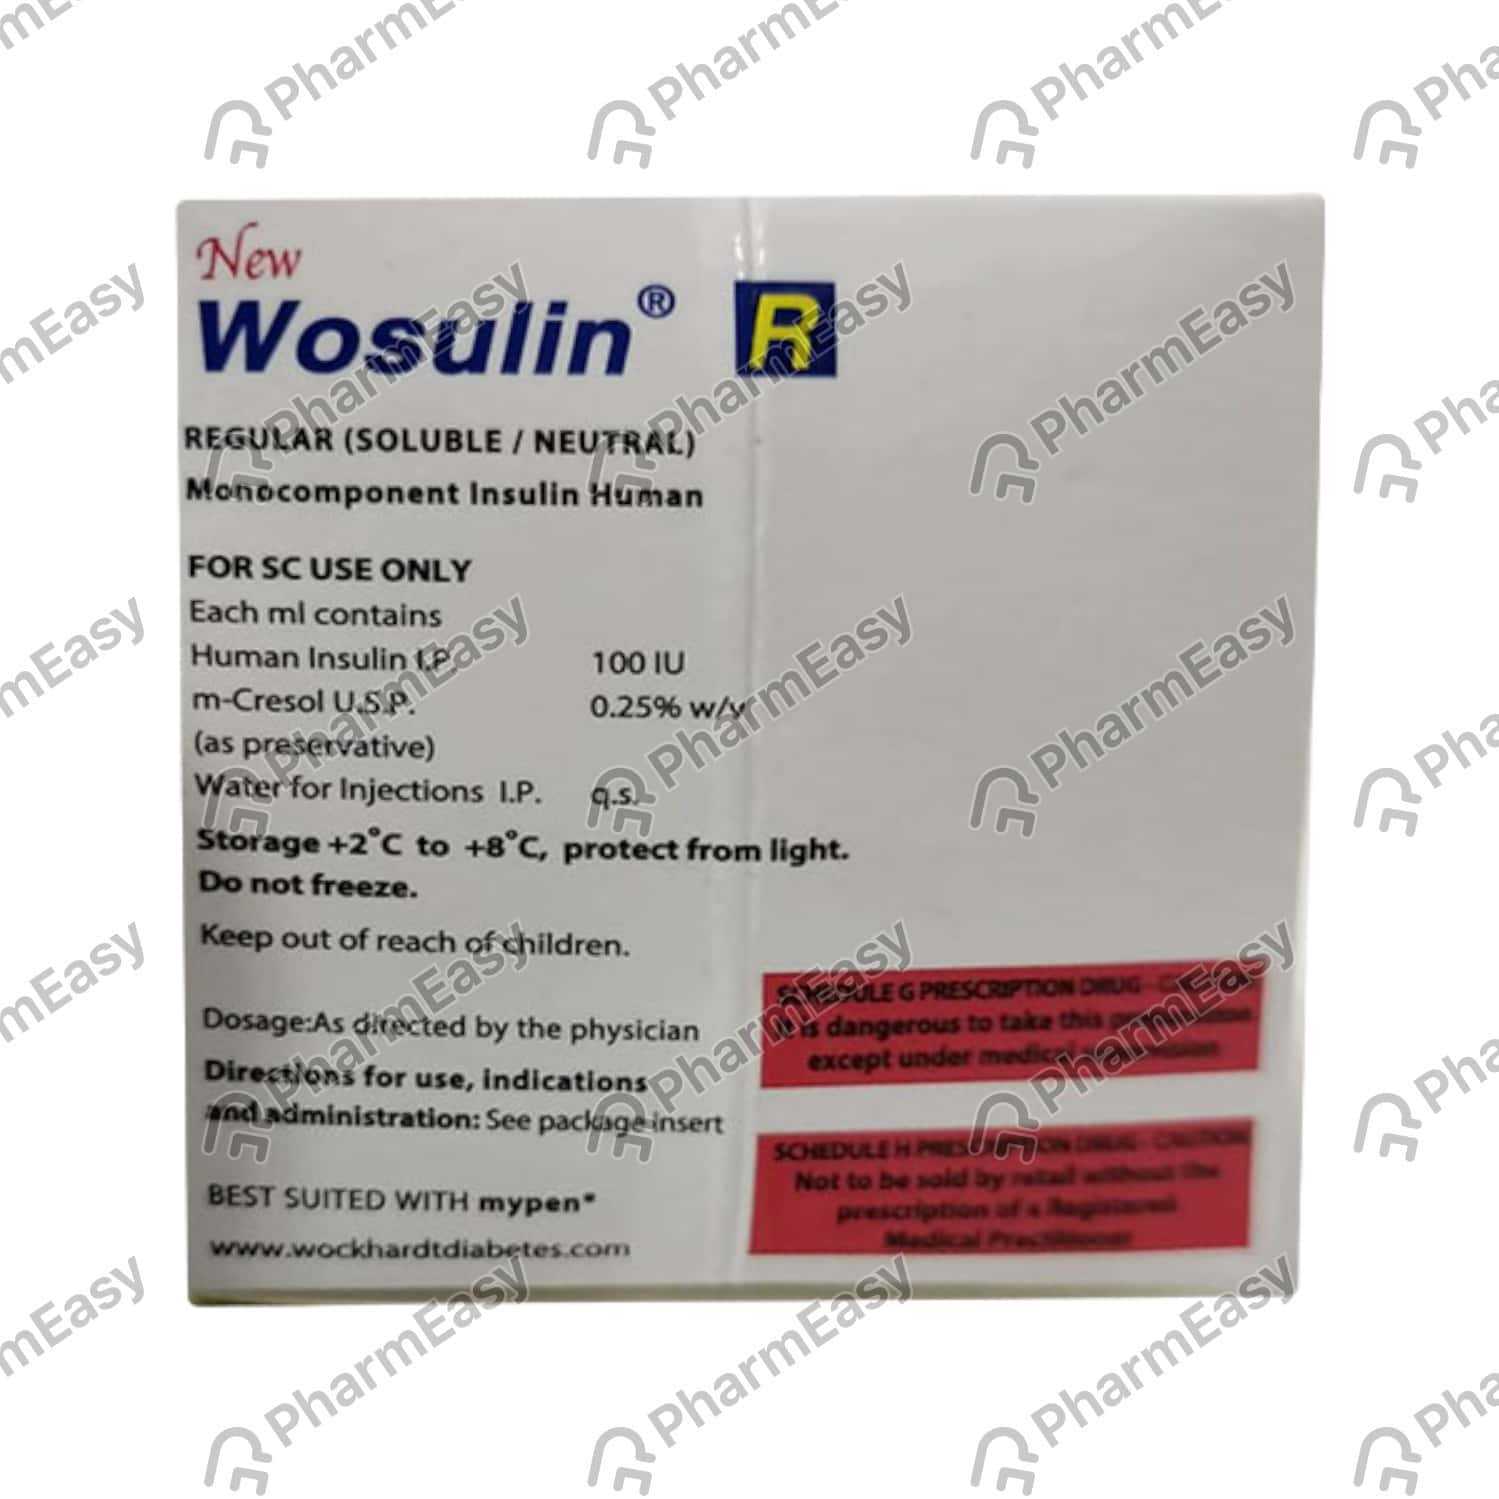 New
Wosulin® R
REGULAR (SOLUBLE / NEUTRAL)
Monocomponent Insulin Human
FOR SC USE ONLY
Each ml contains
Human Insulin I.P. 100 IU
m-Cresol U.S.P. 0.25% w/v
(as preservative)
Water for Injections I.P. q.s.
Storage +2°C to +8°C, protect from light.
Do not freeze.
Keep out of reach of children.
Dosage:As directed by the physician
Directions for use, indications
and administration: See package insert
BEST SUITED WITH mypen*
www.wockhardtdiabetes.com
SCHEDULE G PRESCRIPTION DRUG -
It is dangerous to take this
except under medical
SCHEDULE H PRESCRIPTION DRUG - CAUTION
Not to be sold by retail without the
prescription of a Registered
Medical Practitioner
PharmEasy